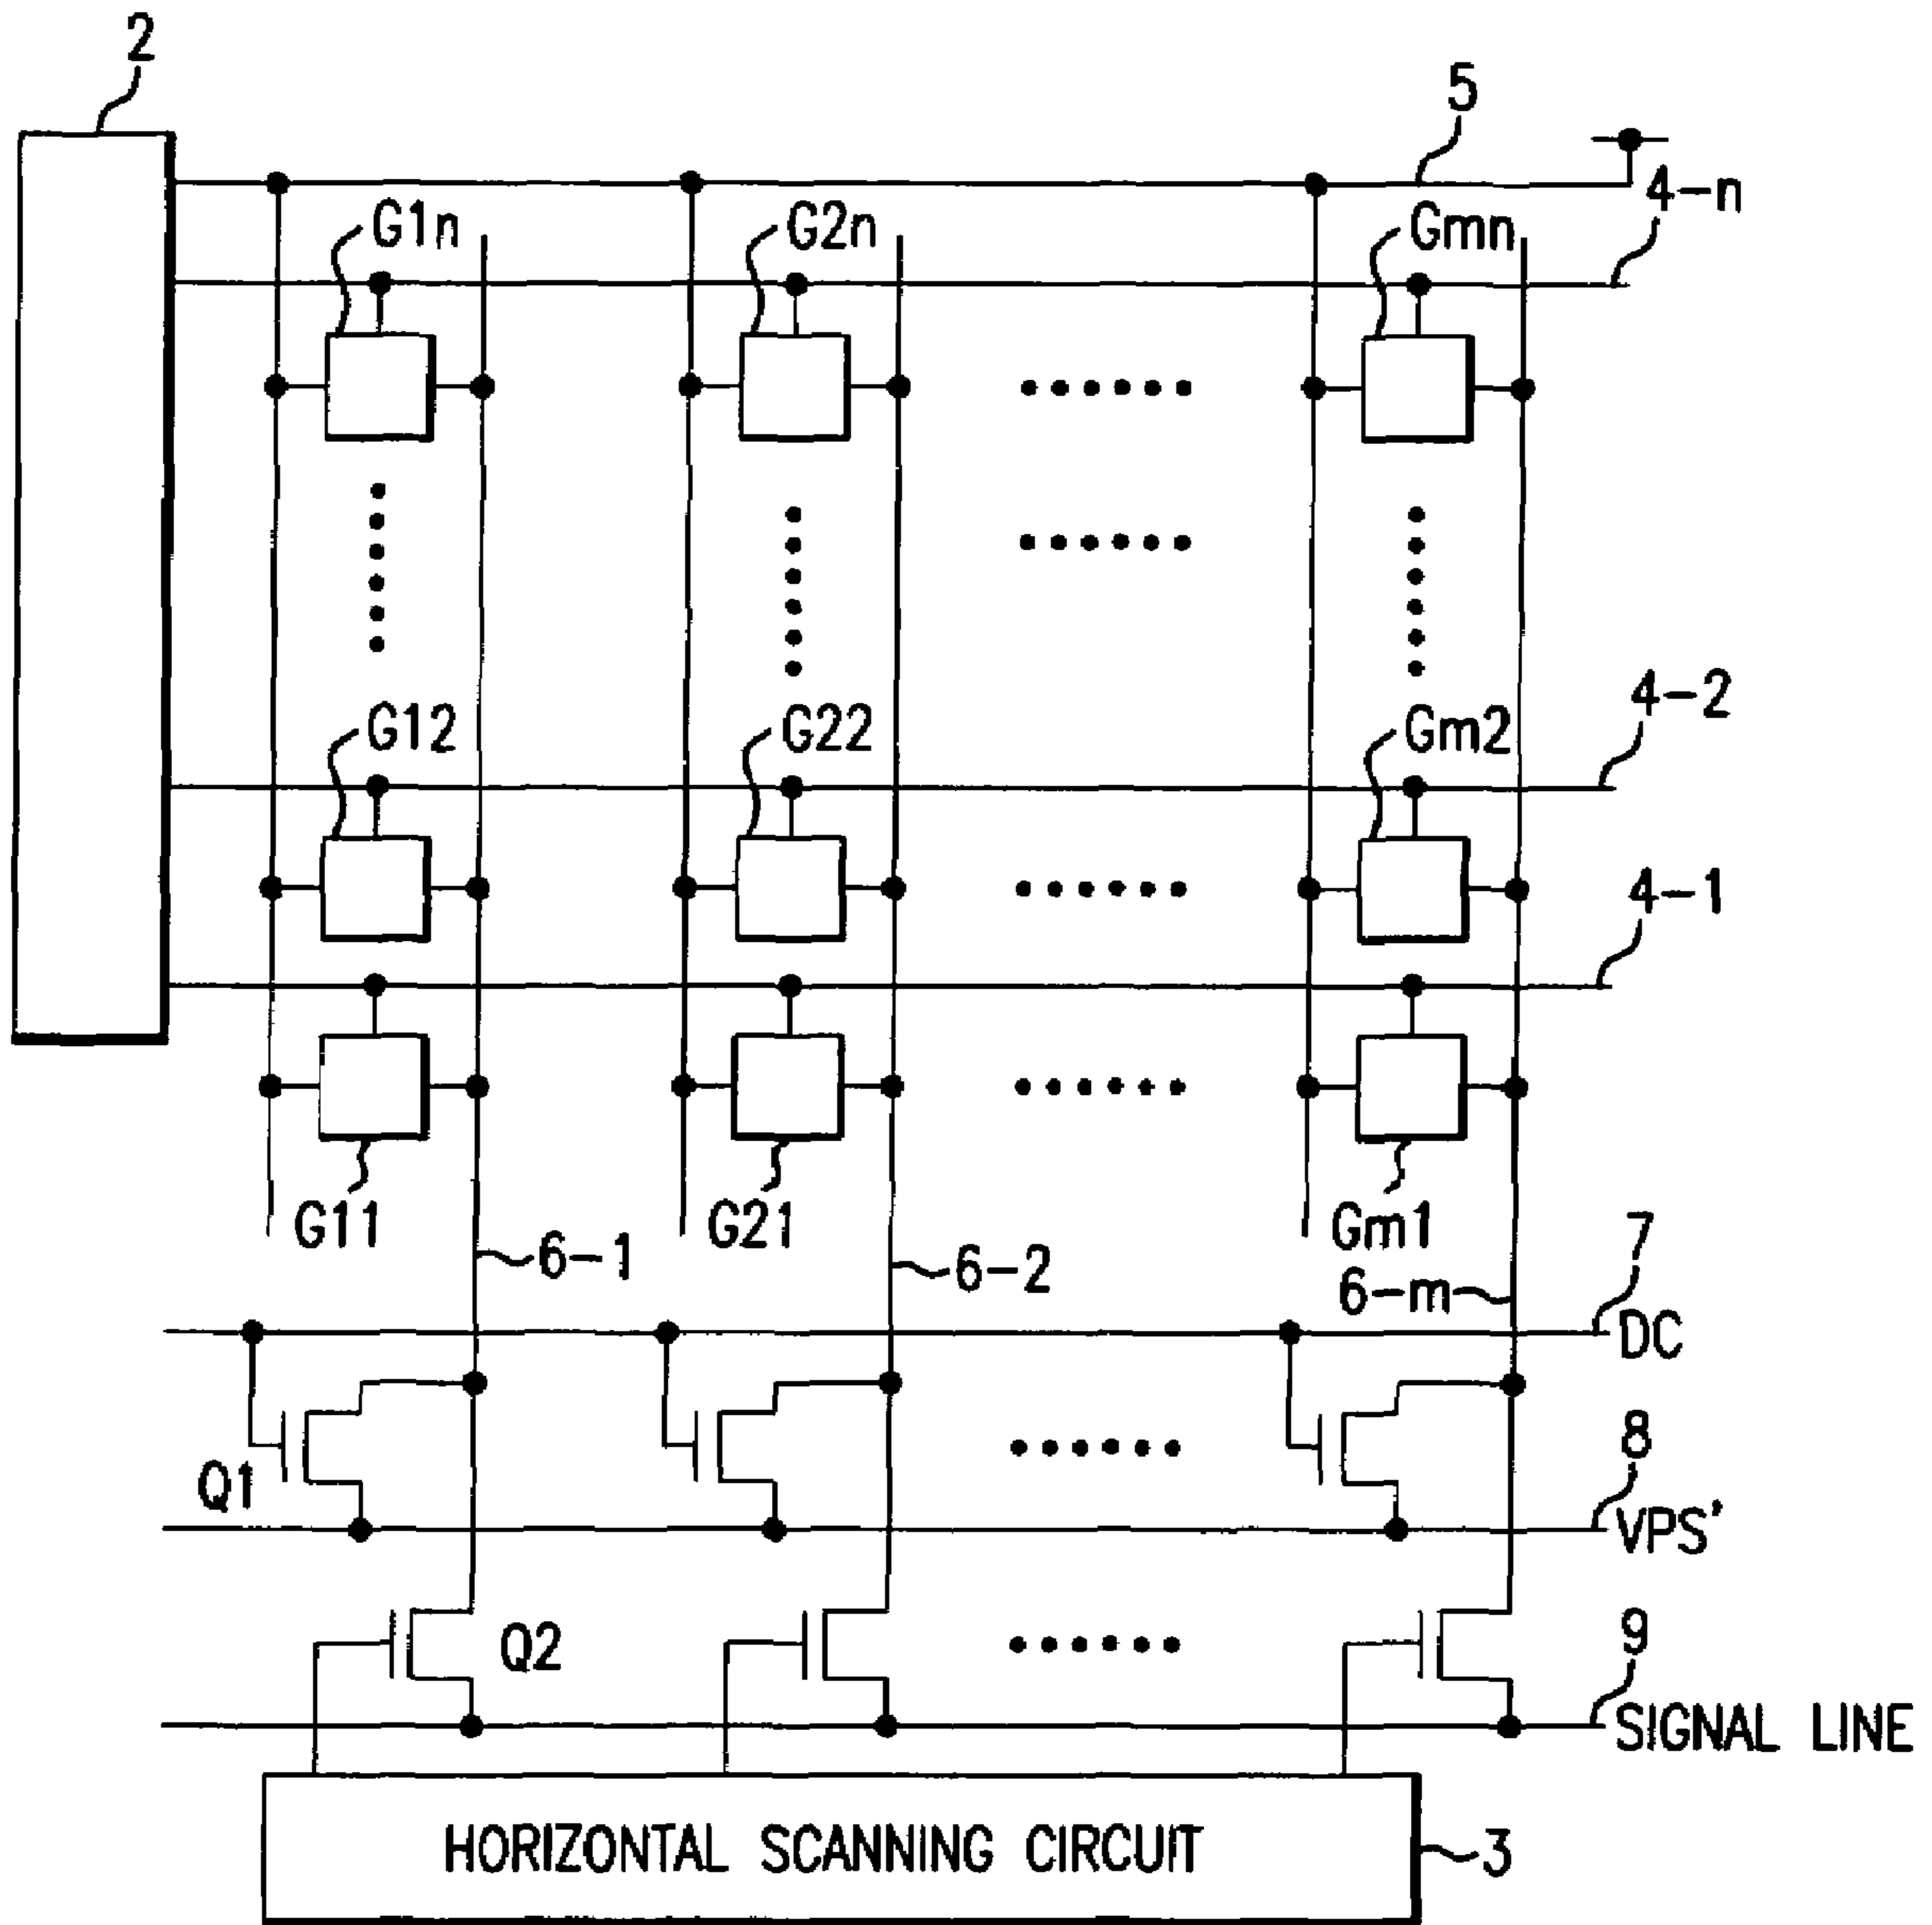 2
5
4-n
G1n G2n Gmn
4-2
G12 G22 Gm2
4-1
G11 G21 Gm1
7
6-1 6-2 6-m
DC
8
Q1
VPS'
9
Q2
SIGNAL LINE
HORIZONTAL SCANNING CIRCUIT
3